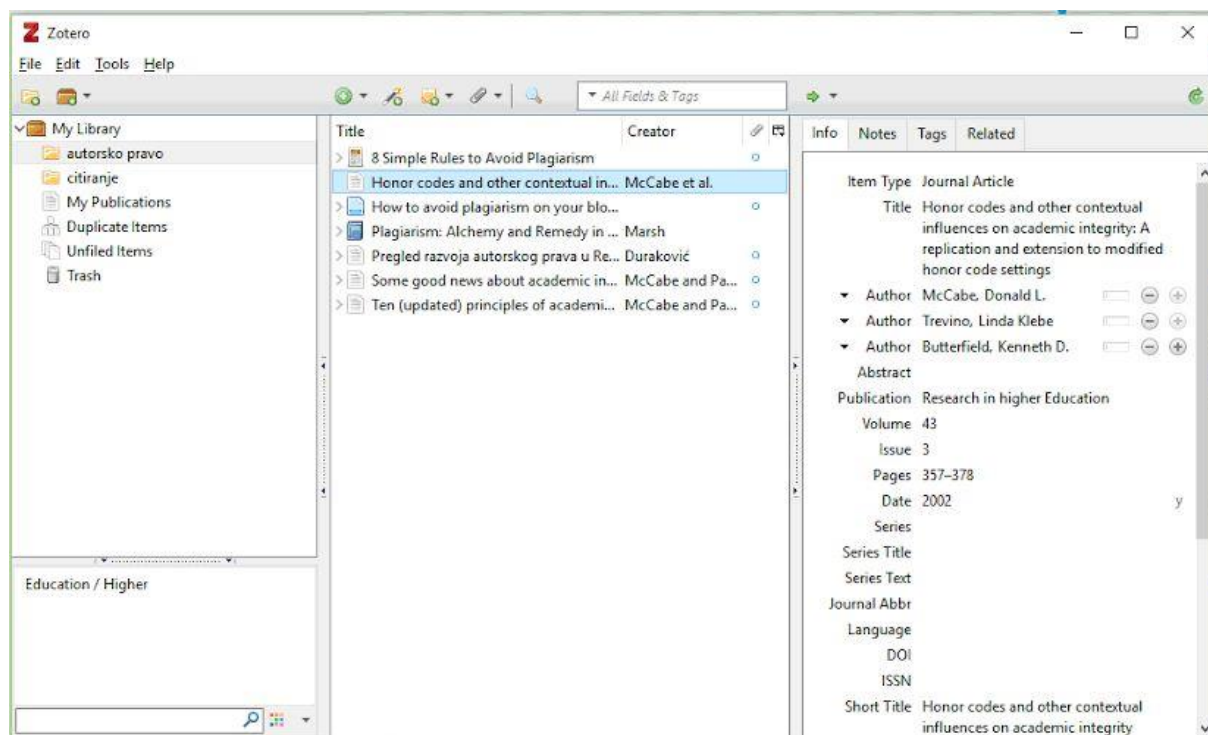 Zotero
File Edit Tools Help
All Fields & Tags
My Library
autorsko pravo
citiranje
My Publications
Duplicate Items
Unfiled Items
Trash
Education / Higher
Title Creator
8 Simple Rules to Avoid Plagiarism
Honor codes and other contextual in... McCabe et al.
How to avoid plagiarism on your blo...
Plagiarism: Alchemy and Remedy in ... Marsh
Pregled razvoja autorskog prava u Re... Duraković
Some good news about academic in... McCabe and Pa...
Ten (updated) principles of academi... McCabe and Pa...
Info Notes Tags Related
Item Type Journal Article
Title Honor codes and other contextual
influences on academic integrity: A
replication and extension to modified
honor code settings
Author McCabe, Donald L.
Author Trevino, Linda Klebe
Author Butterfield, Kenneth D.
Abstract
Publication Research in higher Education
Volume 43
Issue 3
Pages 357–378
Date 2002 y
Series
Series Title
Series Text
Journal Abbr
Language
DOI
ISSN
Short Title Honor codes and other contextual
influences on academic integrity